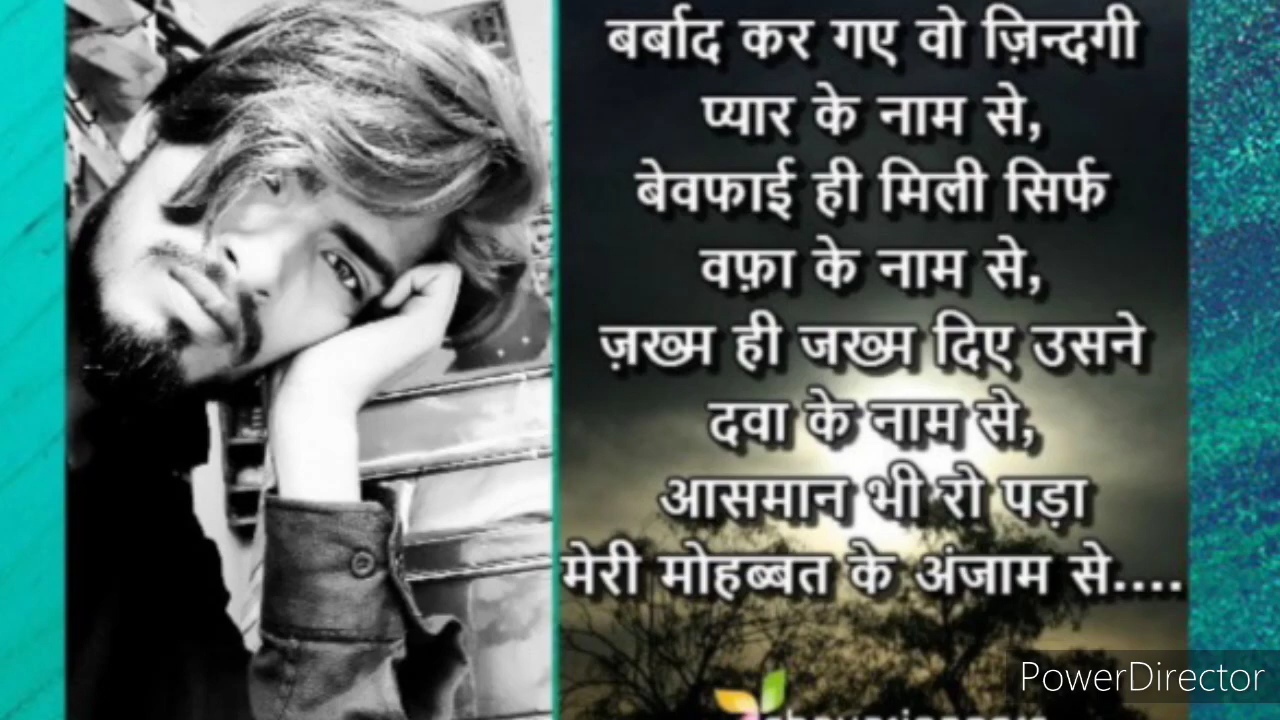 बर्बाद कर गए वो ज़िन्दगी
प्यार के नाम से,
बेवफाई ही मिली सिर्फ
वफ़ा के नाम से,
ज़ख्म ही जख्म दिए उसने
दवा के नाम से,
आसमान भी रो पड़ा
मेरी मोहब्बत के अंजाम से....
PowerDirector